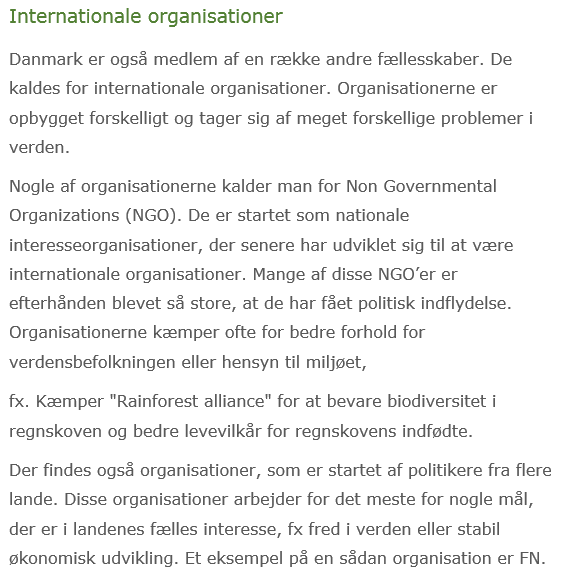 Internationale organisationer
Danmark er også medlem af en række andre fællesskaber. De
kaldes for internationale organisationer. Organisationerne er
opbygget forskelligt og tager sig af meget forskellige problemer i
verden.
Nogle af organisationerne kalder man for Non Governmental
Organizations (NGO). De er startet som nationale
interesseorganisationer, der senere har udviklet sig til at være
internationale organisationer. Mange af disse NGO’er er
efterhånden blevet så store, at de har fået politisk indflydelse.
Organisationerne kæmper ofte for bedre forhold for
verdensbefolkningen eller hensyn til miljøet,
fx. Kæmper "Rainforest alliance" for at bevare biodiversitet i
regnskoven og bedre levevilkår for regnskovens indfødte.
Der findes også organisationer, som er startet af politikere fra flere
lande. Disse organisationer arbejder for det meste for nogle mål,
der er i landenes fælles interesse, fx fred i verden eller stabil
økonomisk udvikling. Et eksempel på en sådan organisation er FN.